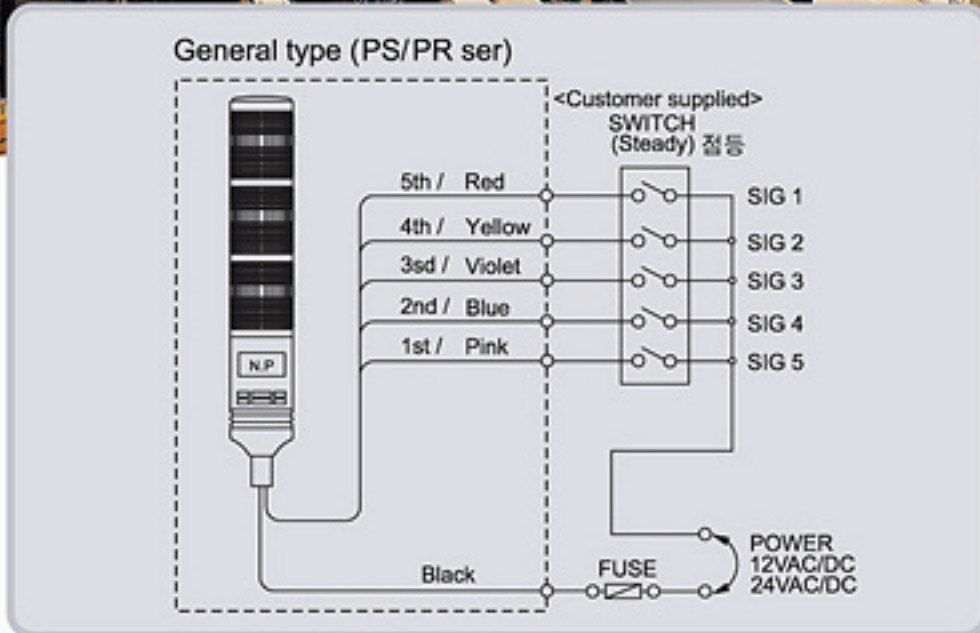 General type (PS/PR ser)
<Customer supplied>
SWITCH
(Steady) 점등
5th / Red
SIG 1
4th / Yellow
SIG 2
3sd / Violet
SIG 3
2nd / Blue
SIG 4
1st / Pink
SIG 5
N.P
POWER
12VAC/DC
24VAC/DC
FUSE
Black